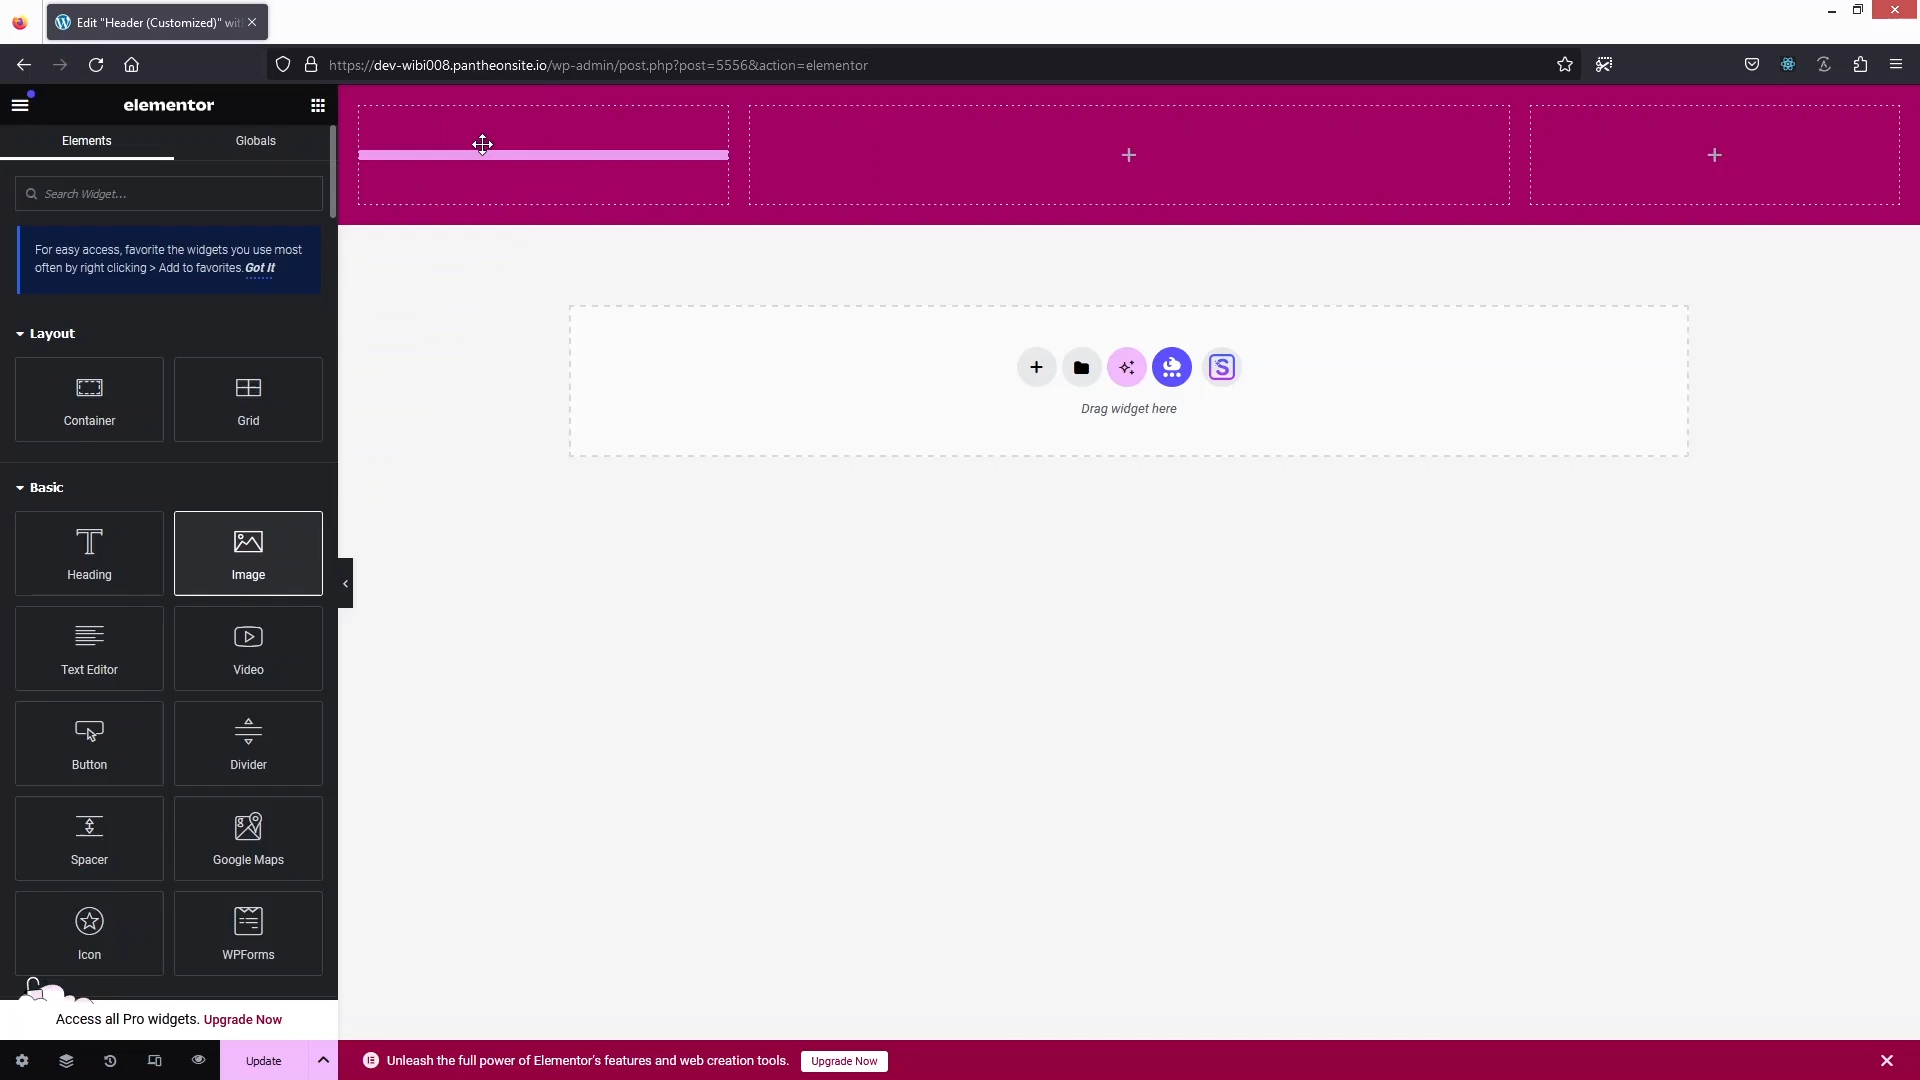 Edit "Header (Customized)" wit
https://dev-wibi008.pantheonsite.io/wp-admin/post.php?post=5556&action=elementor
elementor
Elements
Globals
Search Widget...
For easy access, favorite the widgets you use most
often by right clicking > Add to favorites. Got It
Layout
Container
Grid
Drag widget here
Basic
Heading
Image
Text Editor
Video
Button
Divider
Spacer
Google Maps
Icon
WPForms
Access all Pro widgets. Upgrade Now
Update
Unleash the full power of Elementor's features and web creation tools.
Upgrade Now